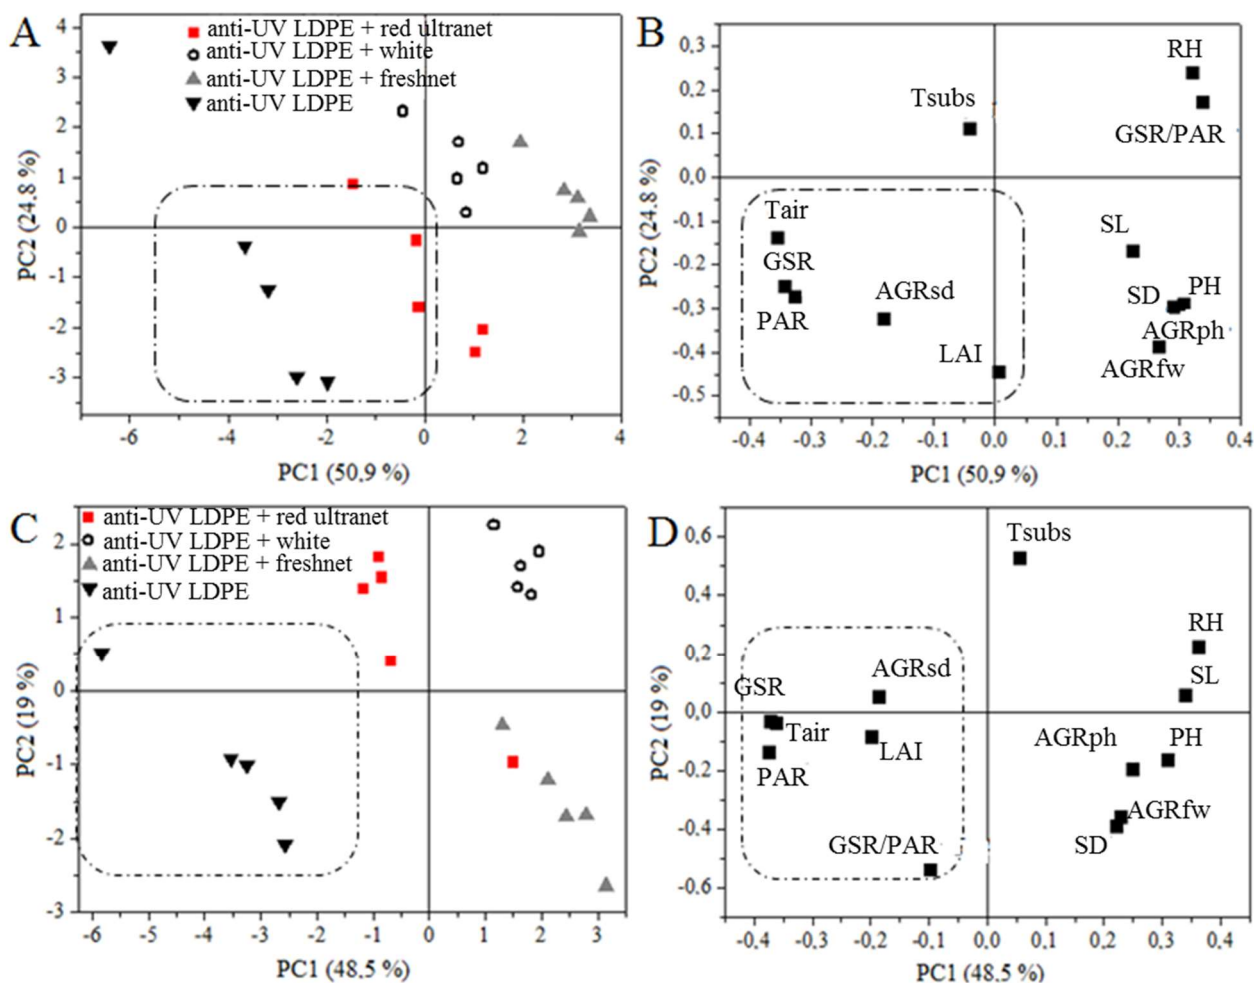 A
anti-UV LDPE + red ultranet
anti-UV LDPE + white
anti-UV LDPE + freshnet
anti-UV LDPE
4
3
2
1
0
-1
-2
-3
PC2 (24.8 %)
-6
-4
-2
0
2
4
PC1 (50,9 %)
B
0,3
0,2
0,1
0,0
-0,1
-0,2
-0,3
-0,4
-0,5
PC2 (24.8 %)
RH
Tsubs
GSR/PAR
Tair
GSR
PAR
AGRsd
LAI
SL
SD
PH
AGRph
AGRfw
-0,4
-0,3
-0,2
-0,1
0,0
0,1
0,2
0,3
0,4
PC1 (50,9 %)
C
anti-UV LDPE + red ultranet
anti-UV LDPE + white
anti-UV LDPE + freshnet
anti-UV LDPE
2
1
0
-1
-2
-3
PC2 (19 %)
-6
-5
-4
-3
-2
-1
0
1
2
3
PC1 (48,5 %)
D
0,6
0,4
0,2
0,0
-0,2
-0,4
-0,6
PC2 (19 %)
Tsubs
RH
SL
AGRsd
GSR
Tair
LAI
PAR
AGRph
PH
AGRfw
SD
GSR/PAR
-0,4
-0,3
-0,2
-0,1
0,0
0,1
0,2
0,3
0,4
PC1 (48,5 %)